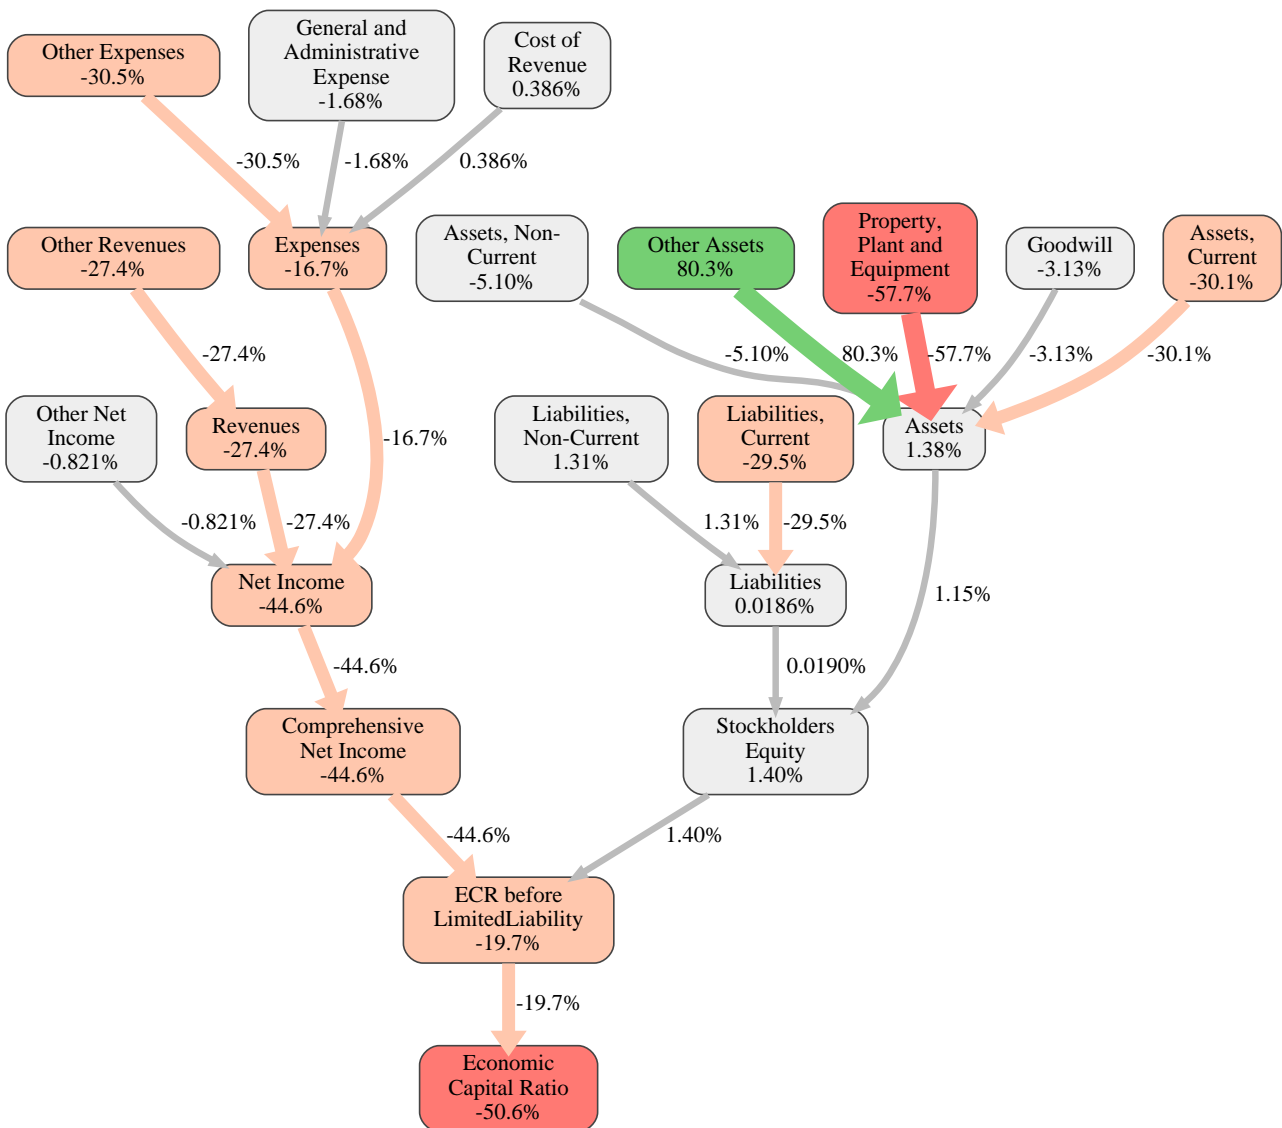 Other Expenses
-30.5%
General and
Administrative
Expense
-1.68%
Cost of
Revenue
0.386%
-30.5%
-1.68%
0.386%
Other Revenues
-27.4%
Expenses
-16.7%
Assets, Non-
Current
-5.10%
Other Assets
80.3%
Property,
Plant and
Equipment
-57.7%
Goodwill
-3.13%
Assets,
Current
-30.1%
-27.4%
-5.10%
80.3%
-57.7%
-3.13%
-30.1%
Other Net
Income
-0.821%
Revenues
-27.4%
-16.7%
Liabilities,
Non-Current
1.31%
Liabilities,
Current
-29.5%
Assets
1.38%
-0.821%
-27.4%
1.31%
-29.5%
Net Income
-44.6%
Liabilities
0.0186%
1.15%
-44.6%
0.0190%
Comprehensive
Net Income
-44.6%
Stockholders
Equity
1.40%
-44.6%
1.40%
ECR before
LimitedLiability
-19.7%
-19.7%
Economic
Capital Ratio
-50.6%